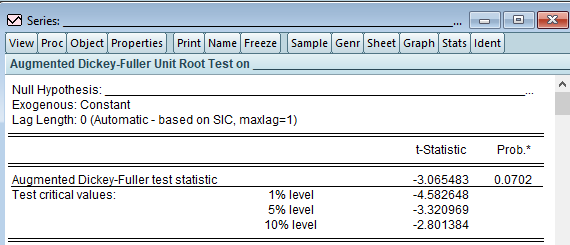 Series: ...
View Proc Object Properties Print Name Freeze Sample Genr Sheet Graph Stats Ident
Augmented Dickey-Fuller Unit Root Test on
Null Hypothesis: ...
Exogenous: Constant
Lag Length: 0 (Automatic - based on SIC, maxlag=1)
t-Statistic Prob.*
Augmented Dickey-Fuller test statistic -3.065483 0.0702
Test critical values: 1% level -4.582648
5% level -3.320969
10% level -2.801384